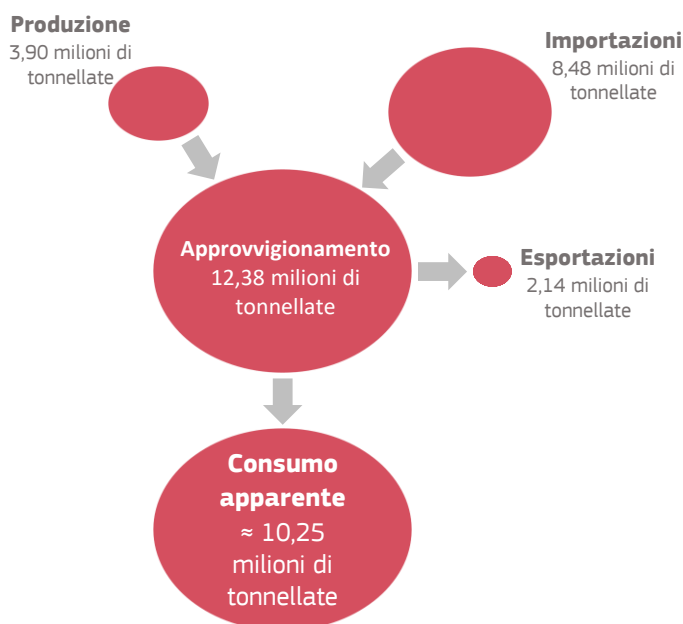 Produzione
3,90 milioni di
tonnellate
Importazioni
8,48 milioni di
tonnellate
Approvvigionamento
12,38 milioni di
tonnellate
Esportazioni
2,14 milioni di
tonnellate
Consumo
apparente
≈ 10,25
milioni di
tonnellate